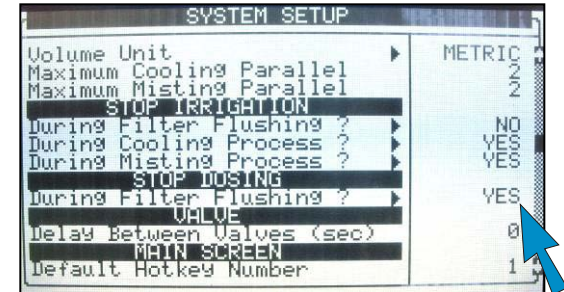 SYSTEM SETUP
Volume Unit METRIC
Maximum Cooling Parallel 2
Maximum Misting Parallel 2
STOP IRRIGATION
During Filter Flushing ? NO
During Cooling Process ? YES
During Misting Process ? YES
STOP DOSING
During Filter Flushing ? YES
VALVE
Delay Between Valves (sec) 0
MAIN SCREEN
Default Hotkey Number 1